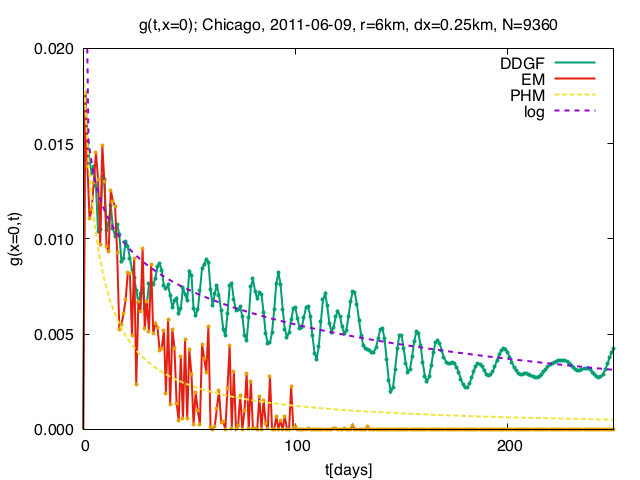 g(t,x=0); Chicago, 2011-06-09, r=6km, dx=0.25km, N=9360
0.020
0.015
0.010
0.005
0.000
g(x=0,t)
DDGF
EM
PHM
log
0
100
200
t[days]